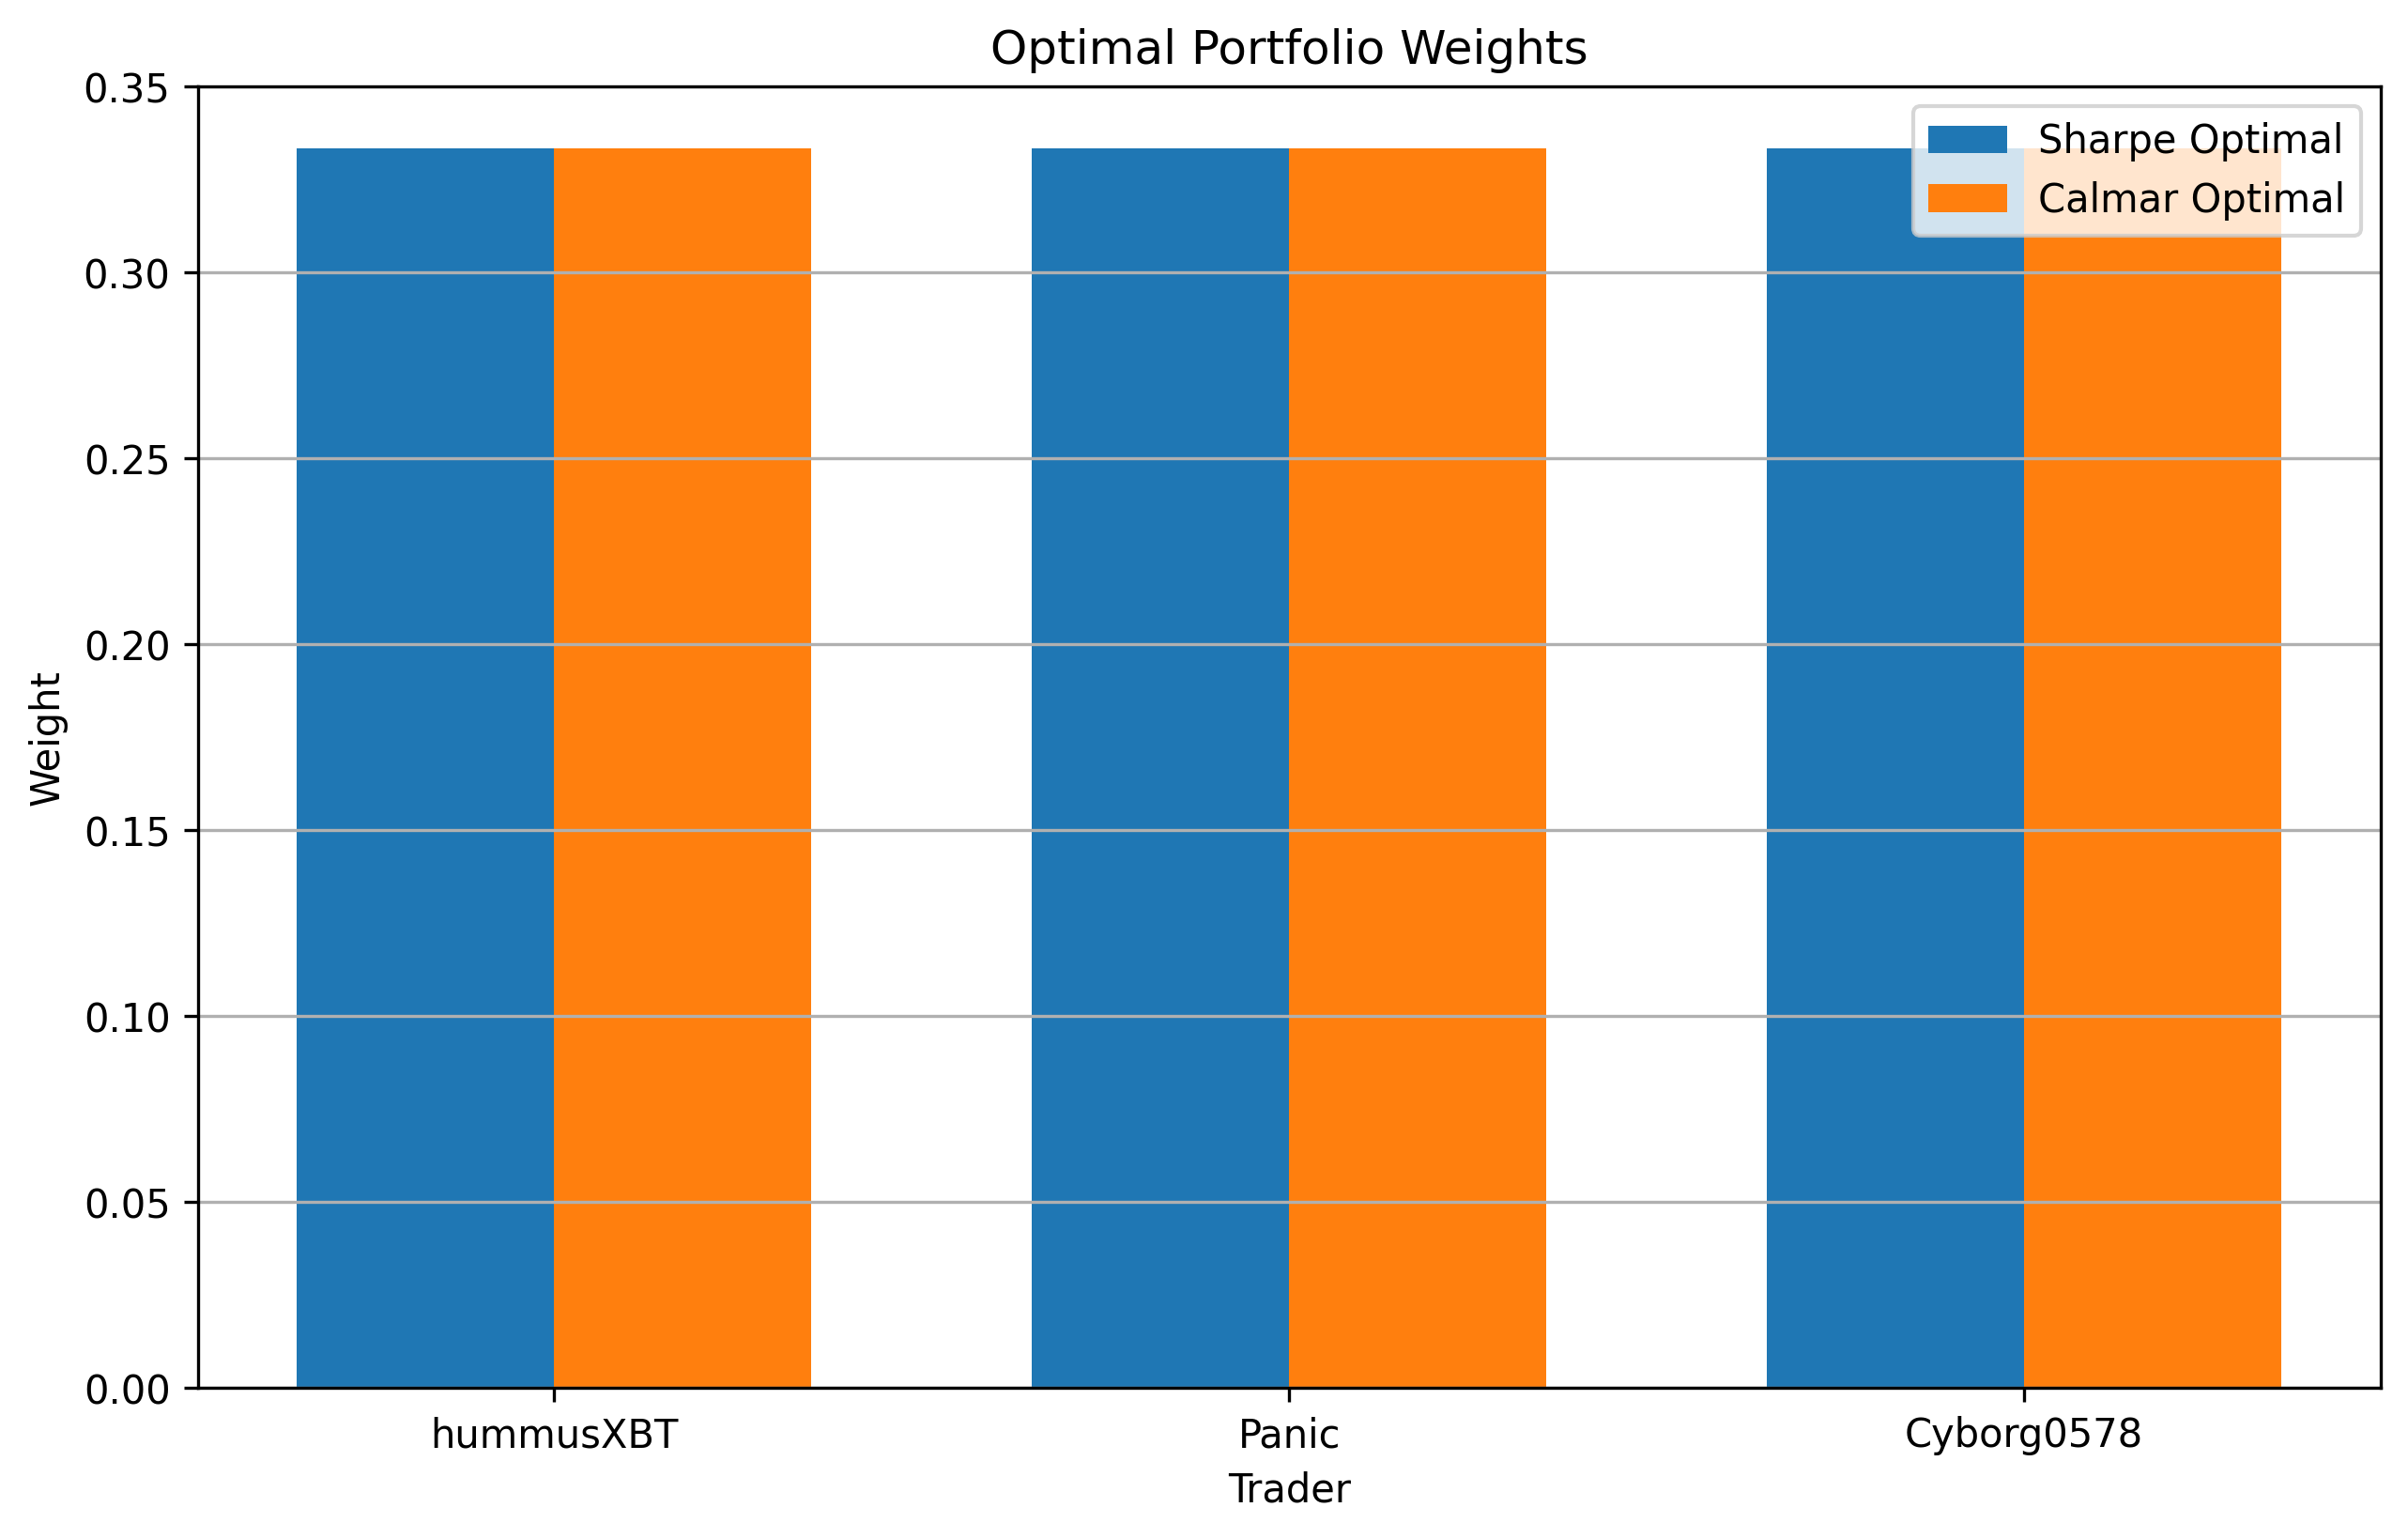 Optimal Portfolio Weights
Sharpe Optimal
Calmar Optimal
0.35
0.30
0.25
0.20
0.15
0.10
0.05
0.00
Weight
hummusXBT
Panic
Cyborg0578
Trader